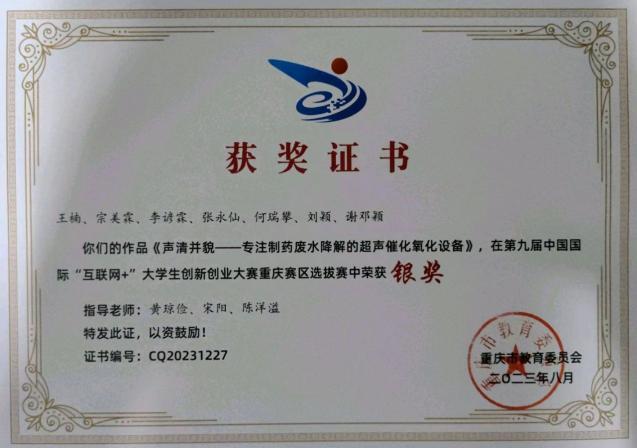 获奖证书
王楠、宗美霖、李谚霖、张永仙、何瑞攀、刘颖、谢邓颖
你们的作品《声清并貌——专注制药废水降解的超声催化氧化设备》，在第九届中国国
际“互联网+”大学生创新创业大赛重庆赛区选拔赛中荣获 银奖
指导老师：黄琼俭、宋阳、陈洋溢
特发此证，以资鼓励！
证书编号：CQ20231227
重庆市教育委员会
二〇二三年八月